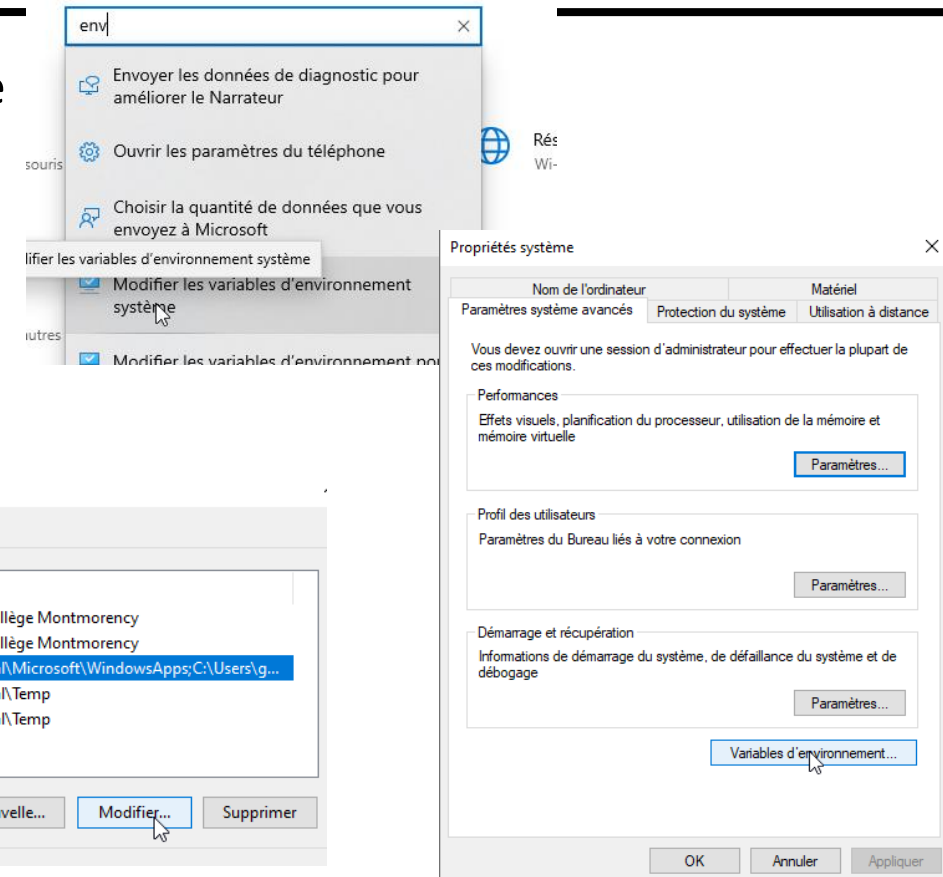 e
env
Envoyer les données de diagnostic pour
améliorer le Narrateur
souris
Ouvrir les paramètres du téléphone
Rés
Wi-
Choisir la quantité de données que vous
envoyez à Microsoft
lifier les variables d'environnement système
Modifier les variables d'environnement
système
autres
Modifier les variables d'environnement pou
Propriétés système
Nom de l'ordinateur
Matériel
Paramètres système avancés
Protection du système
Utilisation à distance
Vous devez ouvrir une session d'administrateur pour effectuer la plupart de
ces modifications.
Performances
Effets visuels, planification du processeur, utilisation de la mémoire et
mémoire virtuelle
Paramètres...
Profil des utilisateurs
Paramètres du Bureau liés à votre connexion
Paramètres...
Démarrage et récupération
Informations de démarrage du système, de défaillance du système et de
débogage
Paramètres...
Variables d'environnement...
OK
Annuler
Appliquer
llège Montmorency
llège Montmorency
al\Microsoft\WindowsApps;C:\Users\g...
al\Temp
al\Temp
uvelle...
Modifier...
Supprimer